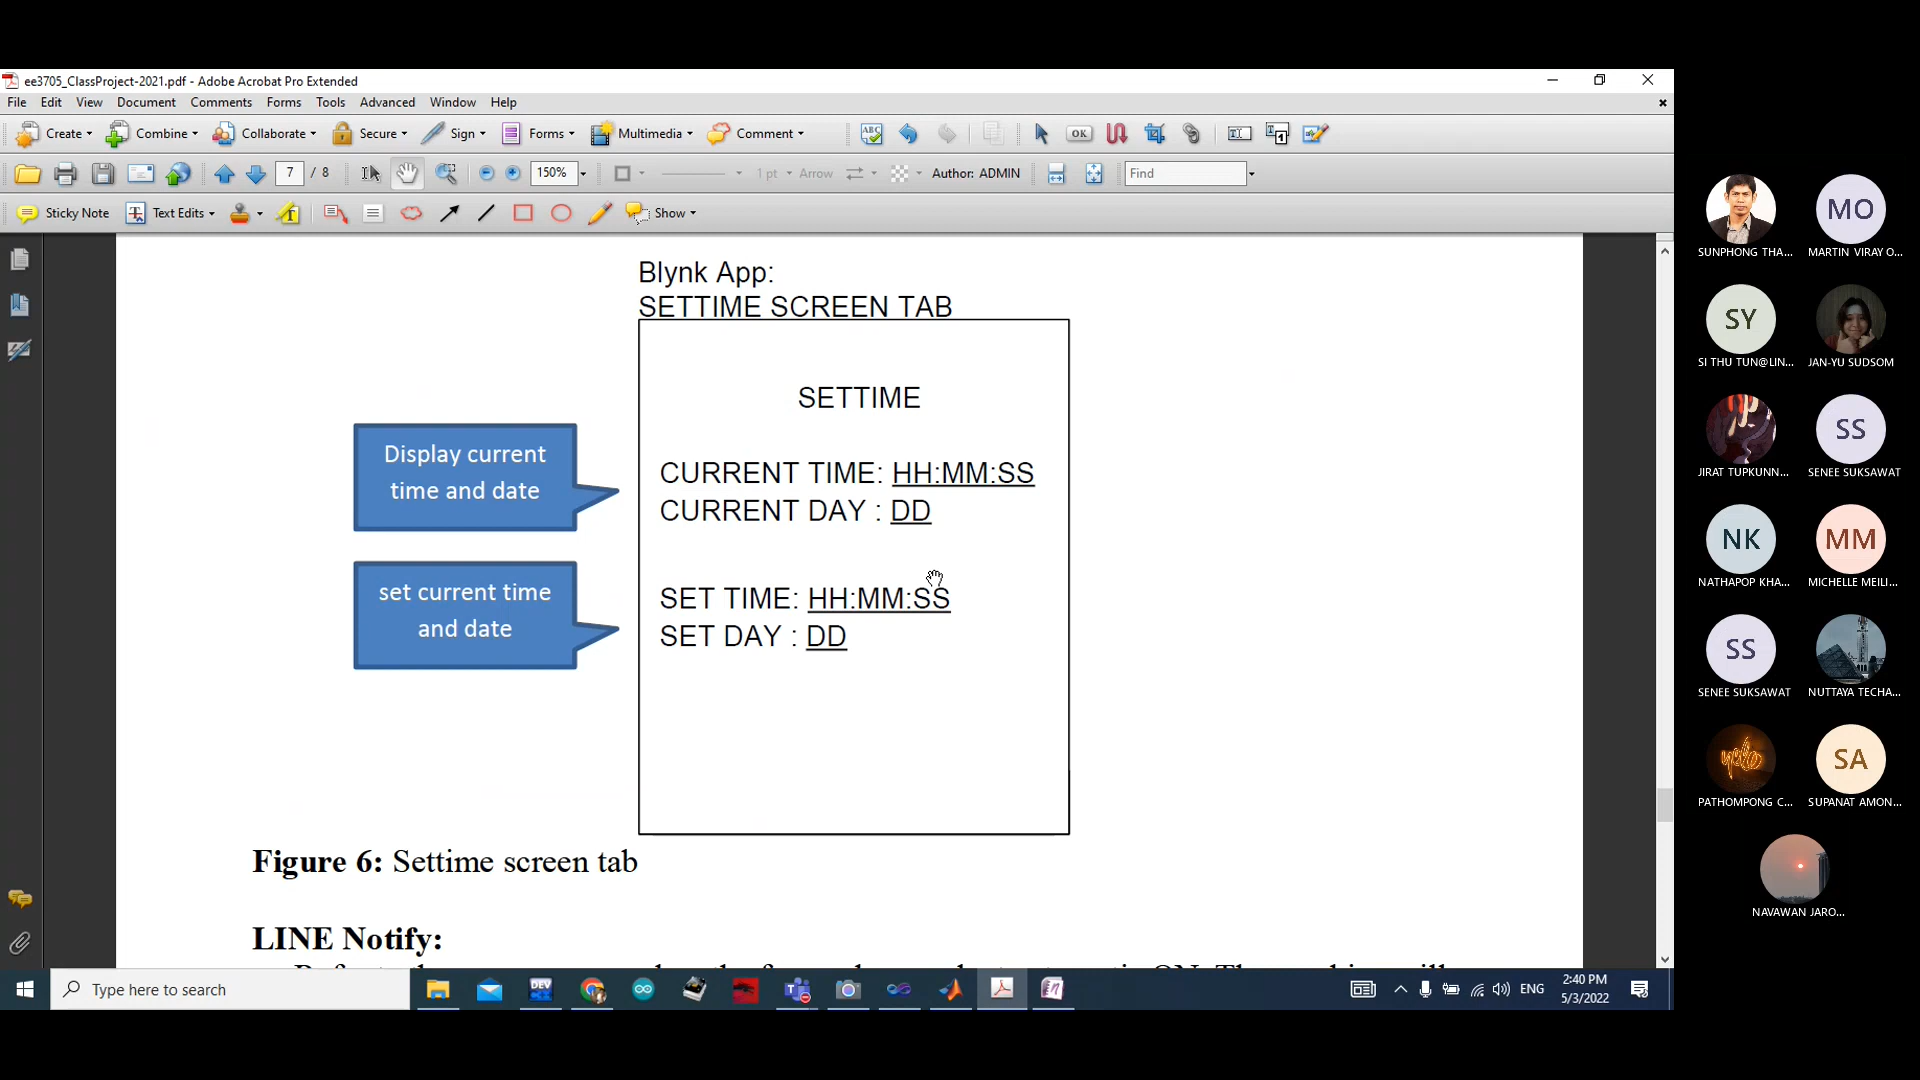 ee3705_ClassProject-2021.pdf - Adobe Acrobat Pro Extended
File Edit View Document Comments Forms Tools Advanced Window Help
Create Combine Collaborate Secure Sign Forms Multimedia Comment
ABC OK
7 / 8 150% 1 pt Arrow Author: ADMIN Find
Sticky Note Text Edits Show
Blynk App:
SETTIME SCREEN TAB
SETTIME
Display current
time and date
CURRENT TIME: HH:MM:SS
CURRENT DAY : DD
set current time
and date
SET TIME: HH:MM:SS
SET DAY : DD
Figure 6: Settime screen tab
LINE Notify:
Type here to search
DEV
ENG
2:40 PM
5/3/2022
SUNPHONG THA...
MO
MARTIN VIRAY O...
SY
SI THU TUN@LIN...
JAN-YU SUDSOM
JIRAT TUPKUNN...
SS
SENEE SUKSAWAT
NK
NATHAPOP KHA...
MM
MICHELLE MEILI...
SS
SENEE SUKSAWAT
NUTTAYA TECHA...
yolo
PATHOMPONG C...
SA
SUPANAT AMON...
NAVAWAN JARO...